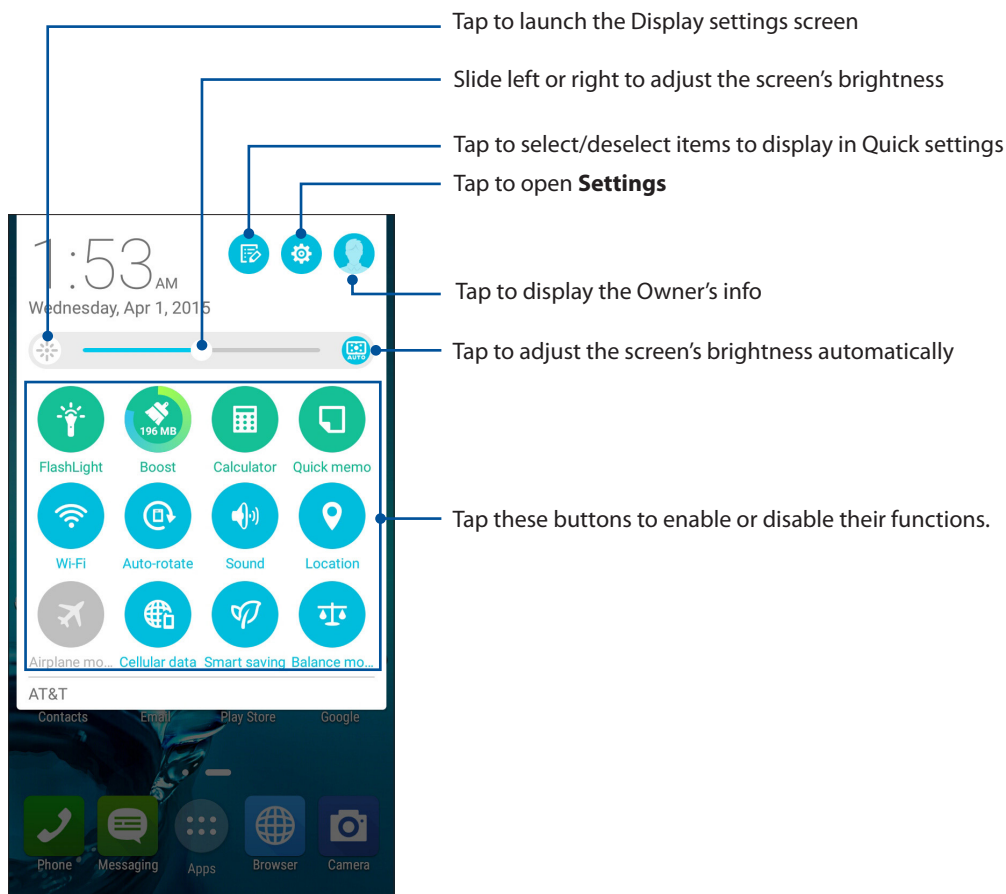 Tap to launch the Display settings screen
Slide left or right to adjust the screen's brightness
Tap to select/deselect items to display in Quick settings
Tap to open Settings
1:53 AM
Wednesday, Apr 1, 2015
Tap to display the Owner's info
AUTO
Tap to adjust the screen's brightness automatically
196 MB
FlashLight Boost Calculator Quick memo
Wi-Fi Auto-rotate Sound Location
Tap these buttons to enable or disable their functions.
Airplane mo... Cellular data Smart saving Balance mo...
AT&T
Contacts Email Play Store Google
Phone Messaging Apps Browser Camera